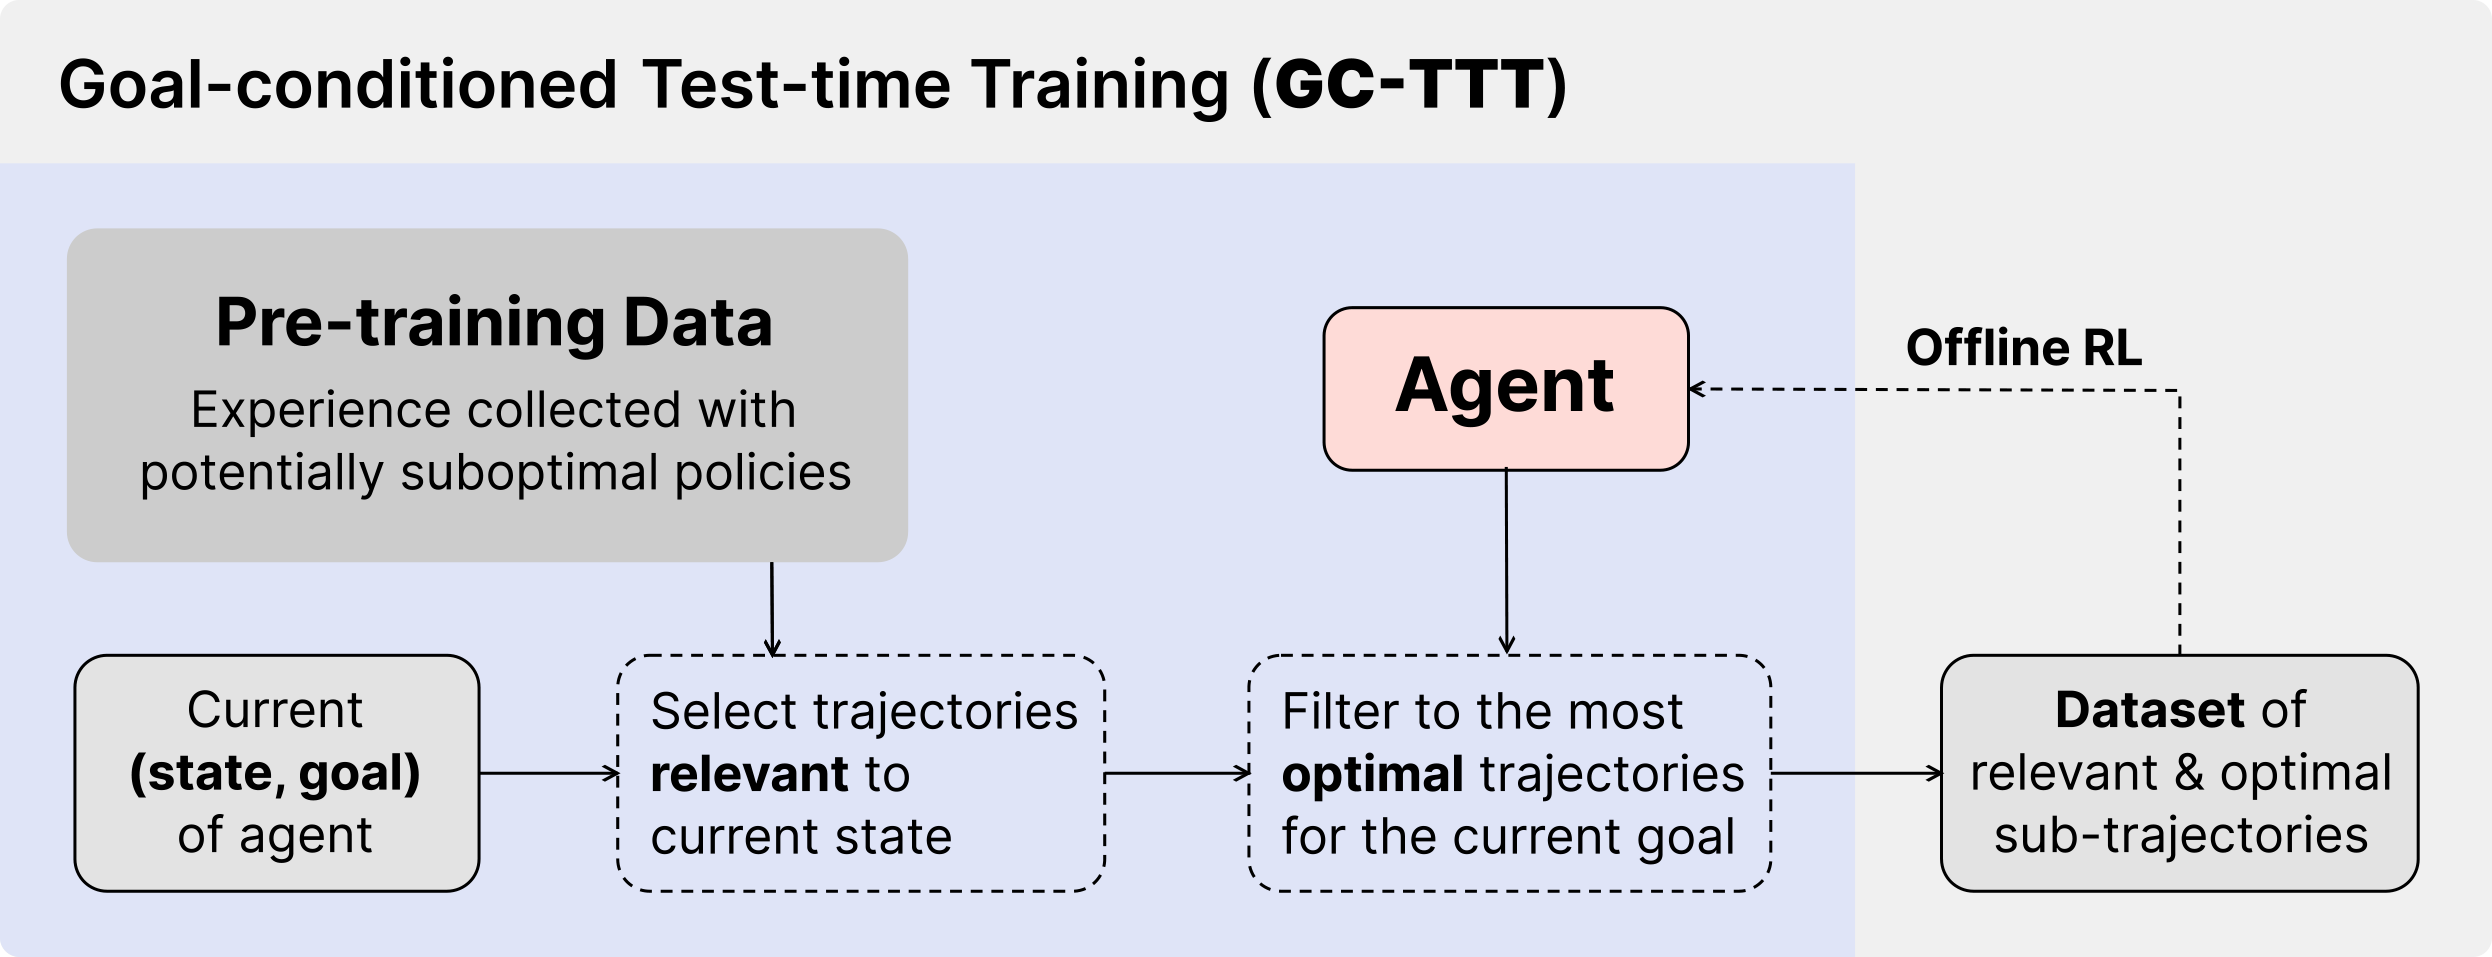 Goal-conditioned Test-time Training (GC-TTT)
Pre-training Data
Experience collected with
potentially suboptimal policies
Agent
Offline RL
Current
(state, goal)
of agent
Select trajectories
relevant to
current state
Filter to the most
optimal trajectories
for the current goal
Dataset of
relevant & optimal
sub-trajectories